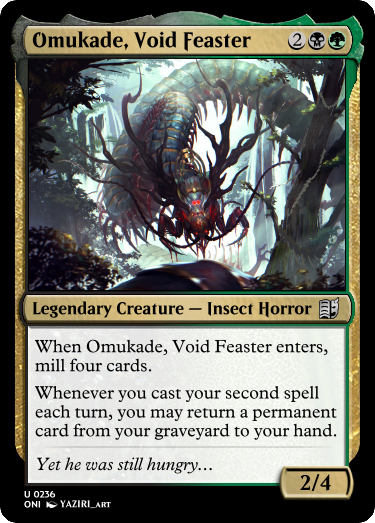 Omukade, Void Feaster 2
Legendary Creature — Insect Horror
When Omukade, Void Feaster enters,
mill four cards.
Whenever you cast your second spell
each turn, you may return a permanent
card from your graveyard to your hand.
Yet he was still hungry…
2/4
U 0236
ONI YAZIRI_ART